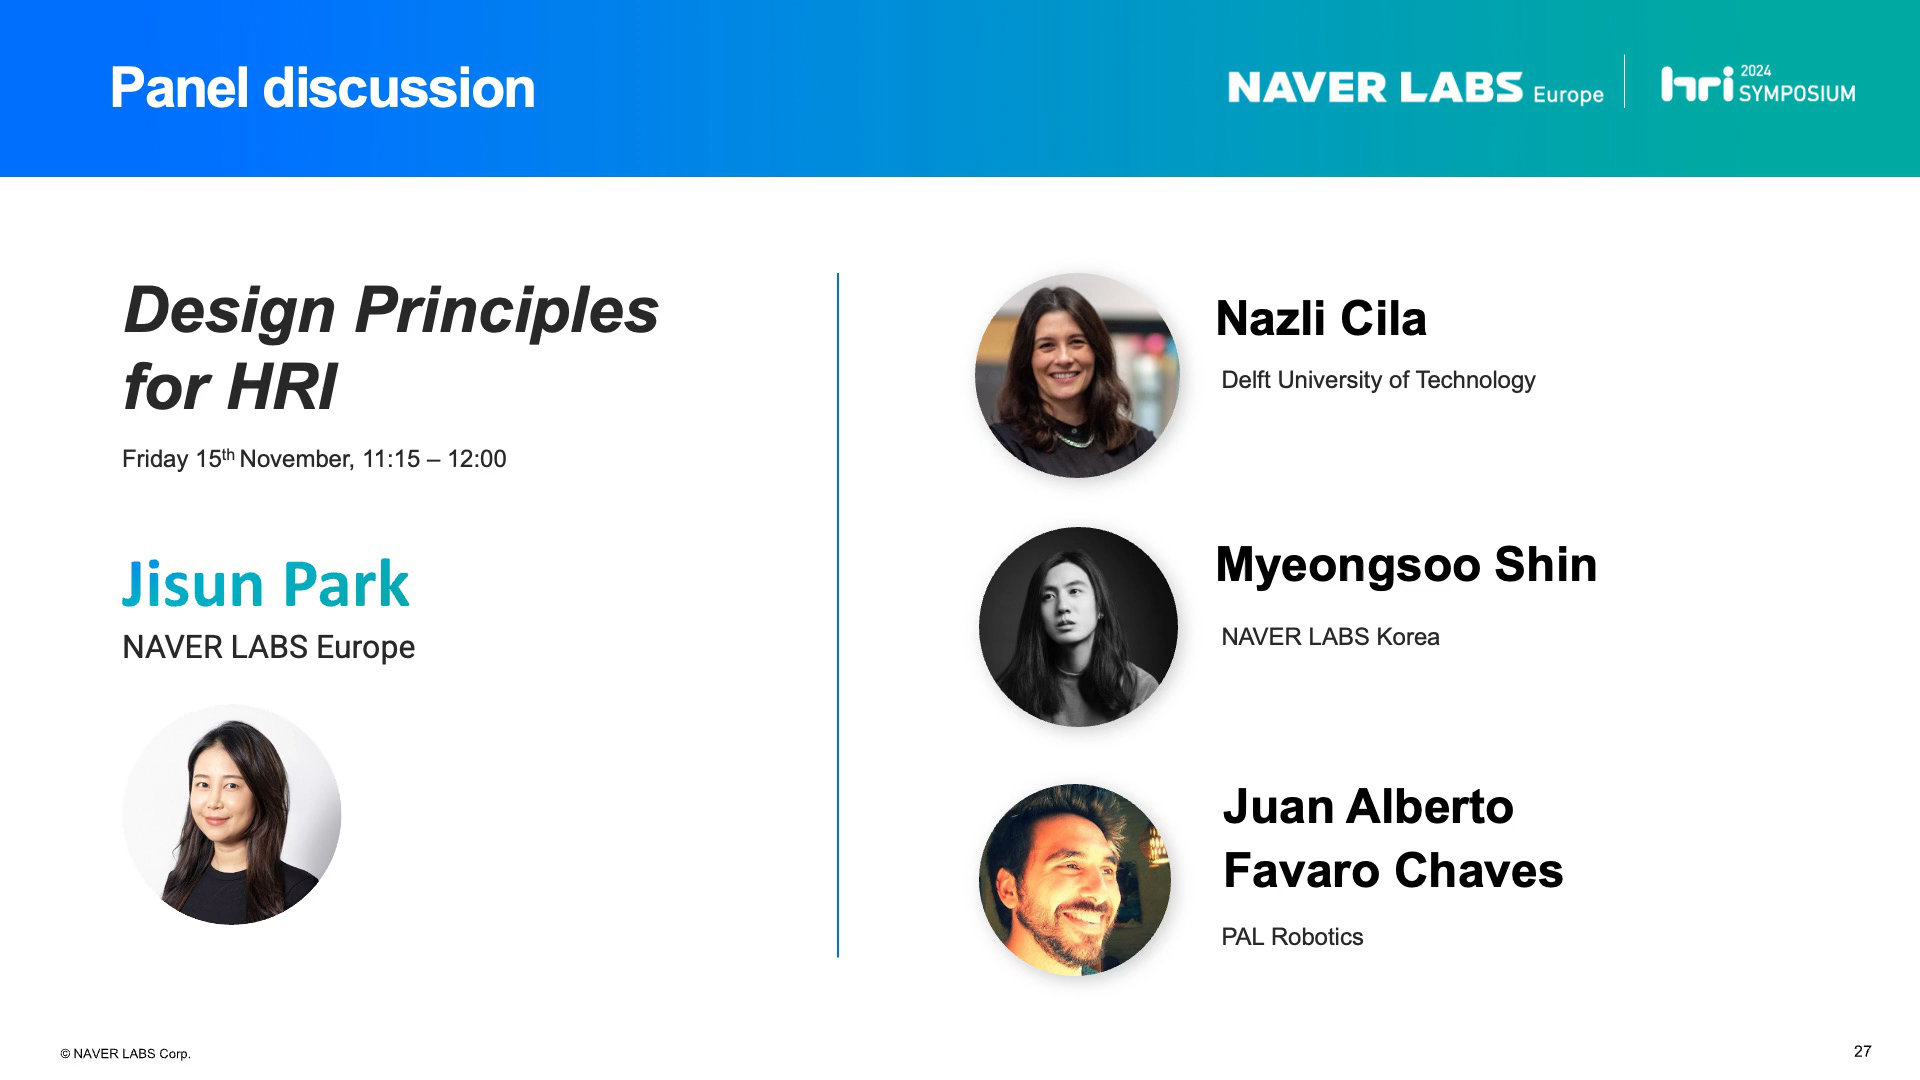 Panel discussion
NAVER LABS Europe
hri 2024 SYMPOSIUM
Design Principles
for HRI
Friday 15th November, 11:15 – 12:00
Jisun Park
NAVER LABS Europe
Nazli Cila
Delft University of Technology
Myeongsoo Shin
NAVER LABS Korea
Juan Alberto
Favaro Chaves
PAL Robotics
© NAVER LABS Corp.
27